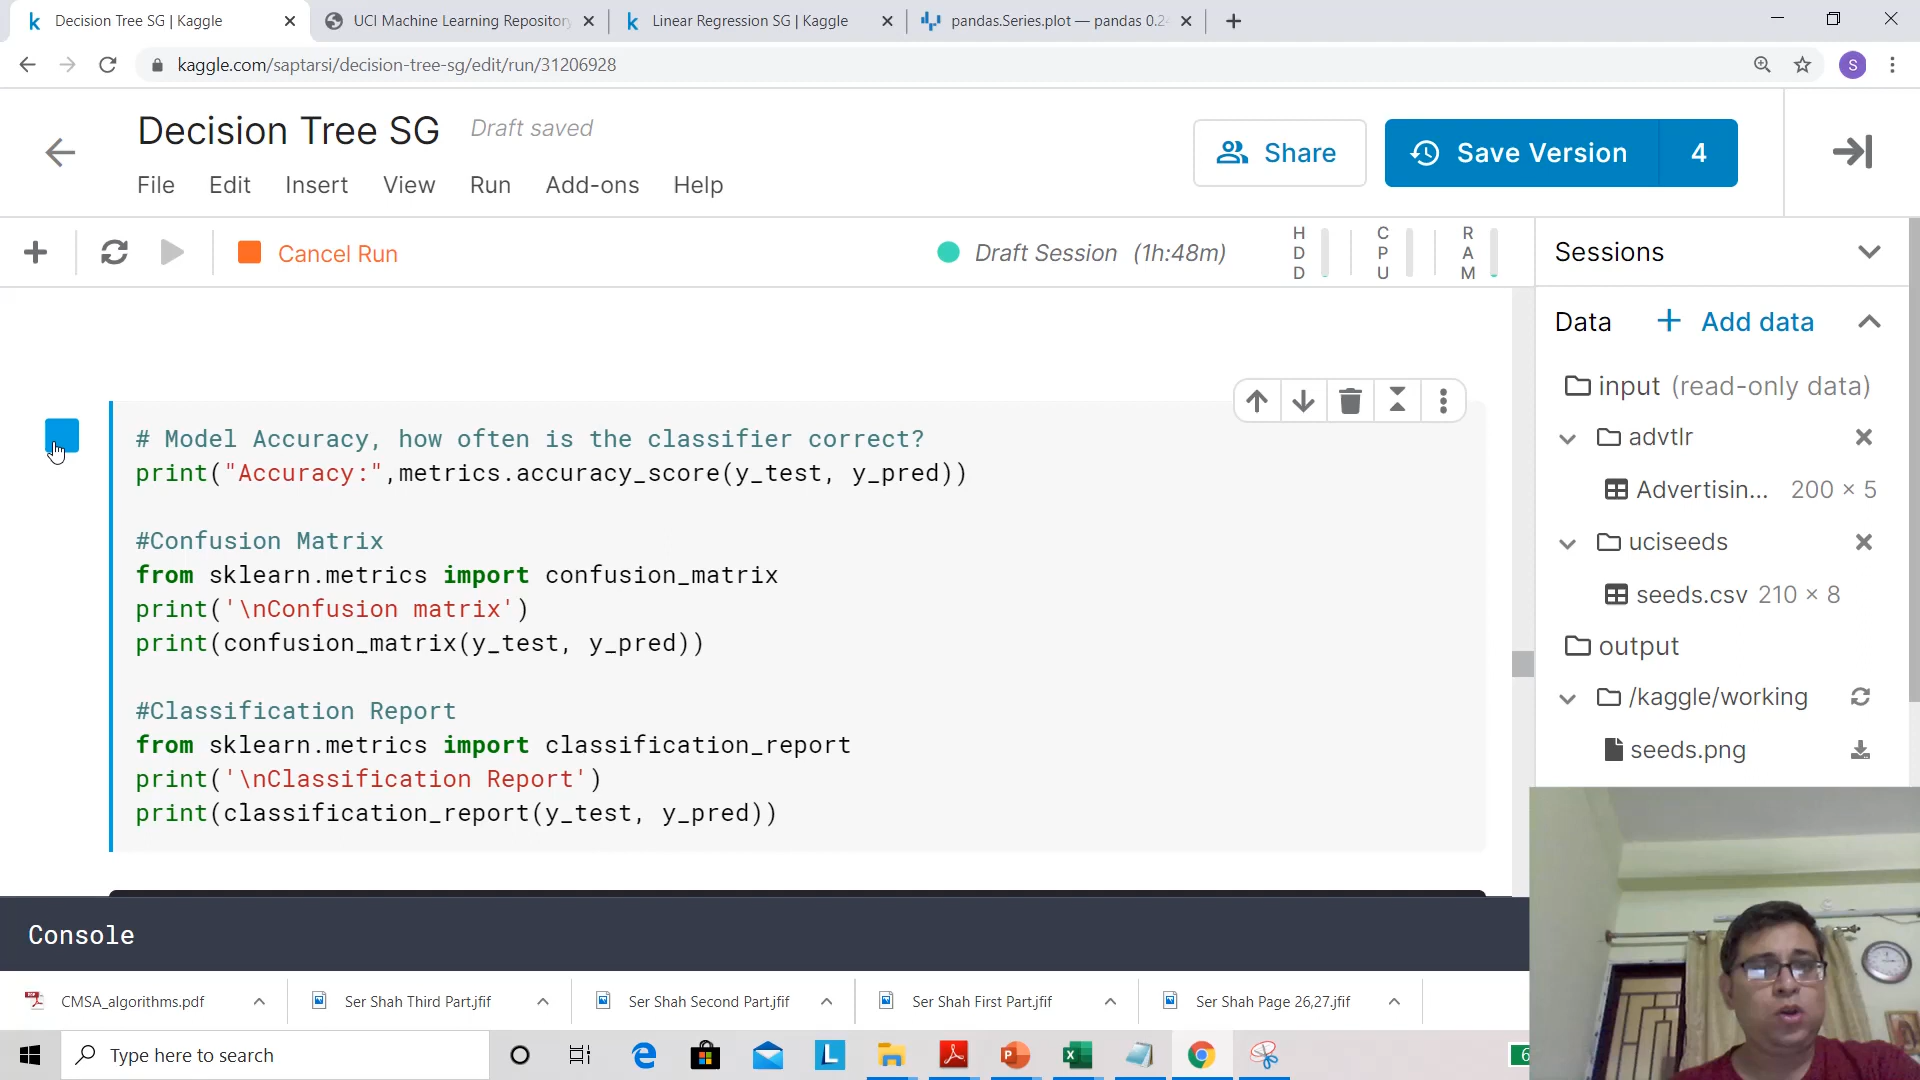 Decision Tree SG | Kaggle
UCI Machine Learning Repository
Linear Regression SG | Kaggle
pandas.Series.plot — pandas 0.2
kaggle.com/saptarsi/decision-tree-sg/edit/run/31206928
S
Decision Tree SG Draft saved
File Edit Insert View Run Add-ons Help
Share
Save Version 4
Cancel Run
Draft Session (1h:48m)
HDD
CPU
RAM
Sessions
Data + Add data
input (read-only data)
advtlr
Advertisin... 200 × 5
uciseeds
seeds.csv 210 × 8
output
/kaggle/working
seeds.png
# Model Accuracy, how often is the classifier correct?
print("Accuracy:",metrics.accuracy_score(y_test, y_pred))
#Confusion Matrix
from sklearn.metrics import confusion_matrix
print('\nConfusion matrix')
print(confusion_matrix(y_test, y_pred))
#Classification Report
from sklearn.metrics import classification_report
print('\nClassification Report')
print(classification_report(y_test, y_pred))
Console
CMSA_algorithms.pdf
Ser Shah Third Part.jfif
Ser Shah Second Part.jfif
Ser Shah First Part.jfif
Ser Shah Page 26,27.jfif
Type here to search